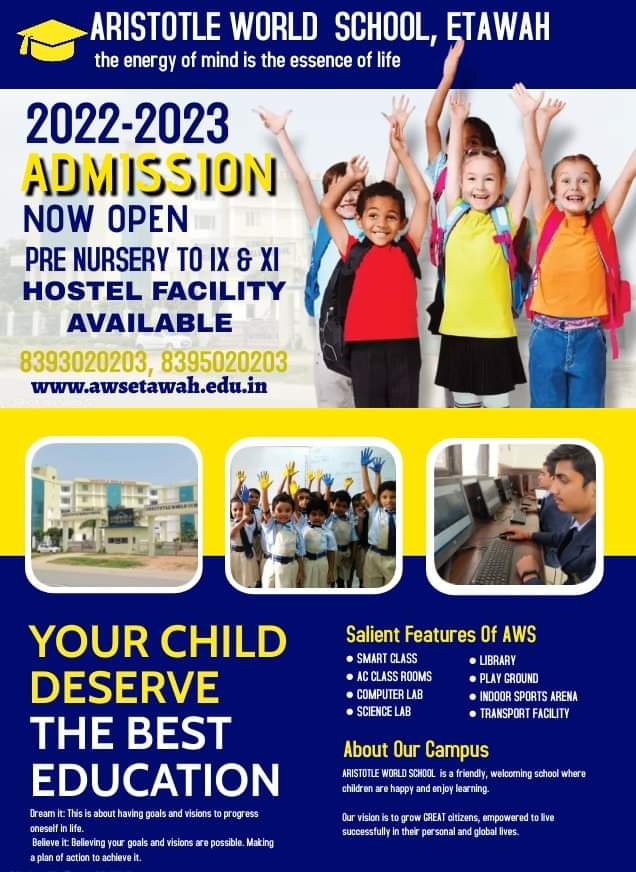 ARISTOTLE WORLD SCHOOL, ETAWAH
the energy of mind is the essence of life
2022-2023
ADMISSION
NOW OPEN
PRE NURSERY TO IX & XI
HOSTEL FACILITY
AVAILABLE
8393020203, 8395020203
www.awsetawah.edu.in
YOUR CHILD
DESERVE
THE BEST
EDUCATION
Dream it: This is about having goals and visions to progress
oneself in life.
Believe it: Believing your goals and visions are possible. Making
a plan of action to achieve it.
Salient Features Of AWS
● SMART CLASS
● AC CLASS ROOMS
● COMPUTER LAB
● SCIENCE LAB
● LIBRARY
● PLAY GROUND
● INDOOR SPORTS ARENA
● TRANSPORT FACILITY
About Our Campus
ARISTOTLE WORLD SCHOOL is a friendly, welcoming school where
children are happy and enjoy learning.
Our vision is to grow GREAT citizens, empowered to live
successfully in their personal and global lives.